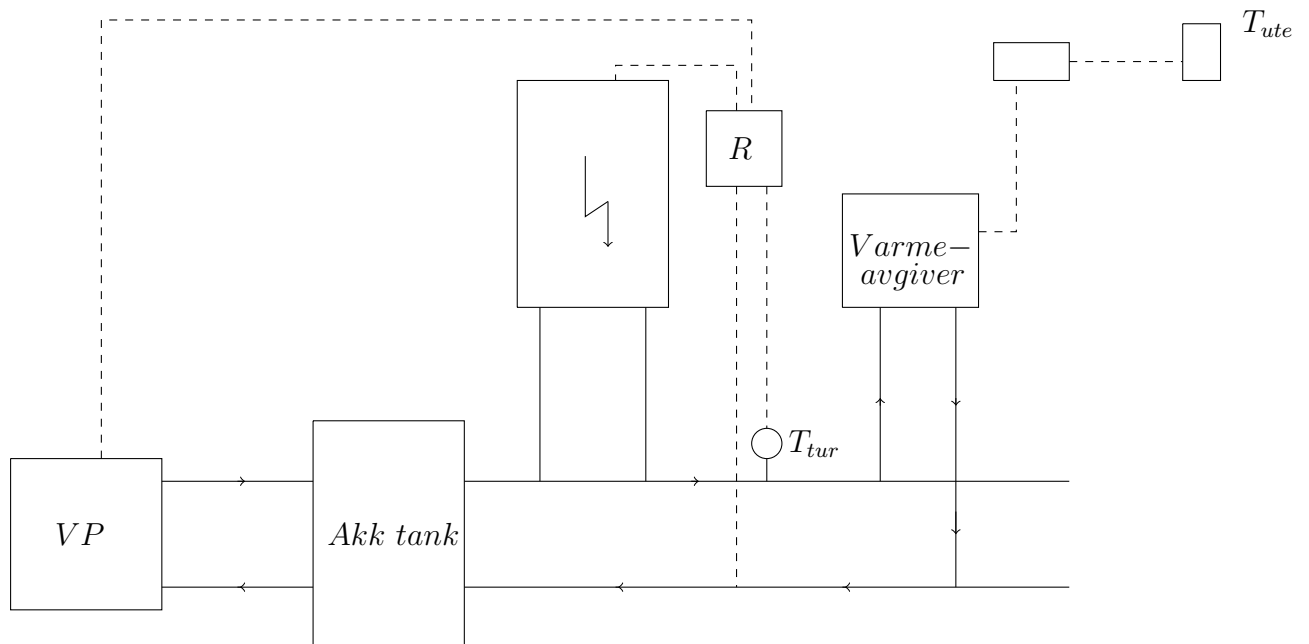 T_ute
R
Varme–
avgiver
T_tur
VP
Akk tank